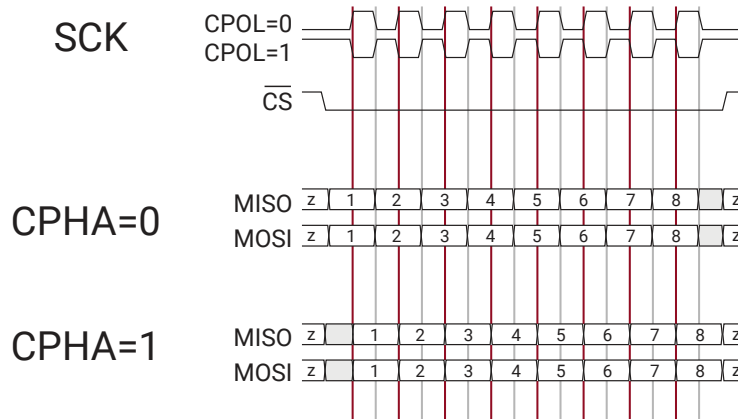 SCK
CPOL=0
CPOL=1
CS
CPHA=0
MISO z 1 2 3 4 5 6 7 8 z
MOSI z 1 2 3 4 5 6 7 8 z
CPHA=1
MISO z 1 2 3 4 5 6 7 8 z
MOSI z 1 2 3 4 5 6 7 8 z